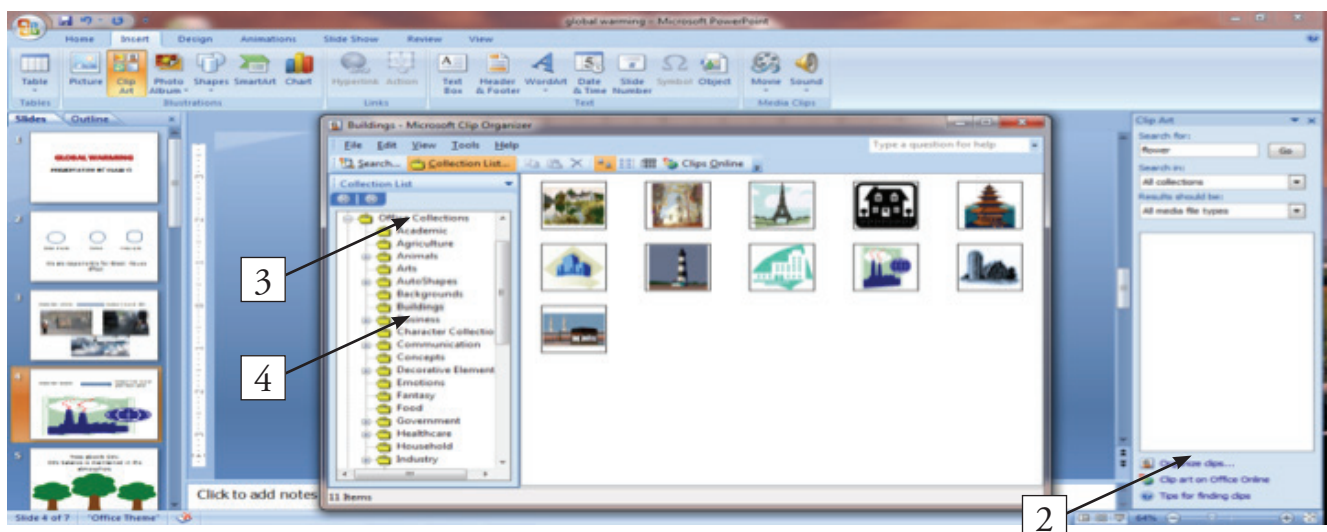 global warming - Microsoft PowerPoint
Home Insert Design Animations Slide Show Review View
Table Picture Clip Art Photo Album Shapes SmartArt Chart Hyperlink Action Text Box Header & Footer WordArt Date & Time Slide Number Symbol Object Movie Sound
Tables Illustrations Links Text Media Clips
Slides Outline
1
GLOBAL WARMING
2
3
4
5
Buildings - Microsoft Clip Organizer
File Edit View Tools Help
Type a question for help
Search... Collection List... Clips Online
Collection List
Office Collections
Academic
Agriculture
Animals
Arts
AutoShapes
Backgrounds
Buildings
Business
Character Collectio
Communication
Concepts
Decorative Element
Emotions
Fantasy
Food
Government
Healthcare
Household
Industry
11 Items
3
4
Clip Art
Search for:
flower Go
Search in:
All collections
Results should be:
All media file types
Organize clips...
Clip art on Office Online
Tips for finding clips
2
Click to add notes
Slide 4 of 7 "Office Theme" 64%